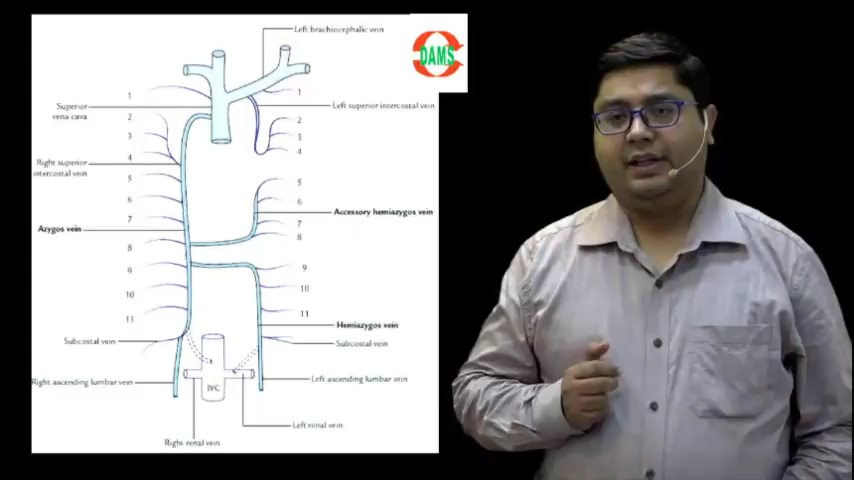 Left brachiocephalic vein
DAMS
1
1
Superior
vena cava
Left superior intercostal vein
2
2
3
3
4
4
Right superior
intercostal vein
5
5
6
6
Accessory hemiazygos vein
7
7
Azygos vein
8
8
9
9
10
10
11
11
Hemiazygos vein
Subcostal vein
Subcostal vein
Right ascending lumbar vein
IVC
Left ascending lumbar vein
Left renal vein
Right renal vein